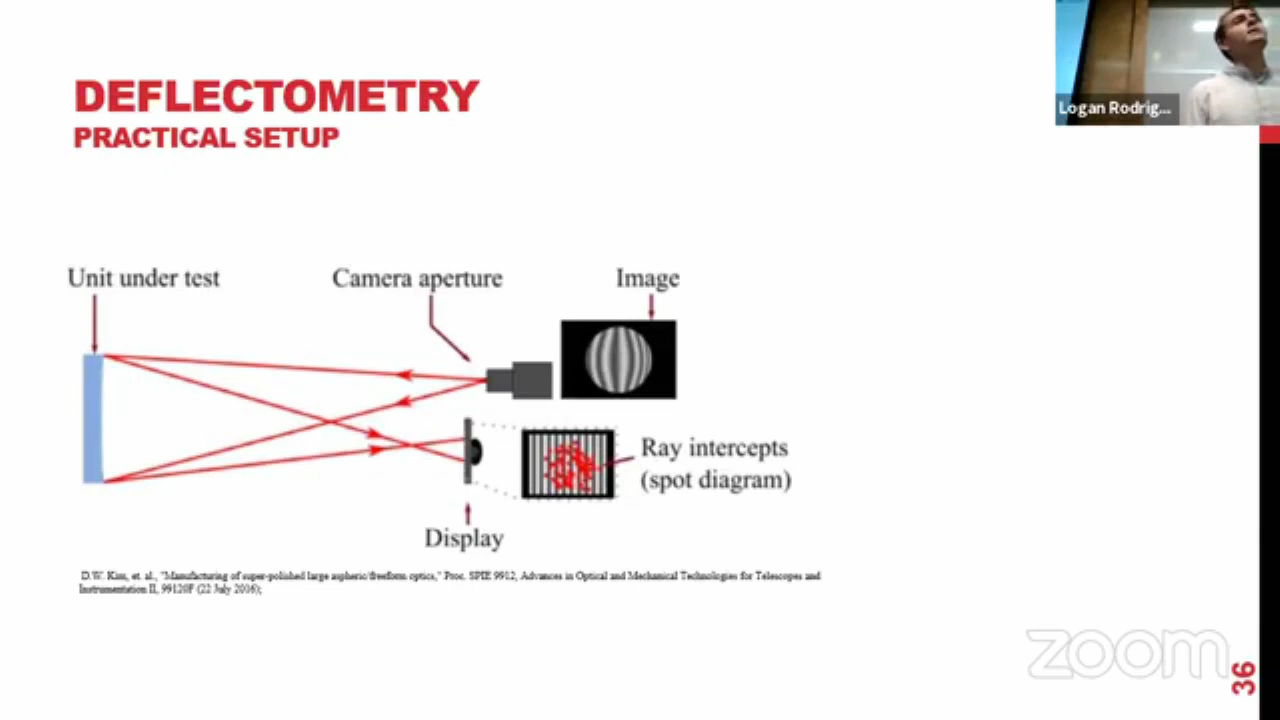 DEFLECTOMETRY
PRACTICAL SETUP
Logan Rodrig...
Unit under test
Camera aperture
Image
Ray intercepts
(spot diagram)
Display
D.W. Kim, et. al., "Manufacturing of super-polished large aspheric/freeform optics," Proc. SPIE 9912, Advances in Optical and Mechanical Technologies for Telescopes and
Instrumentation II, 99120F (22 July 2016);
zoom
36